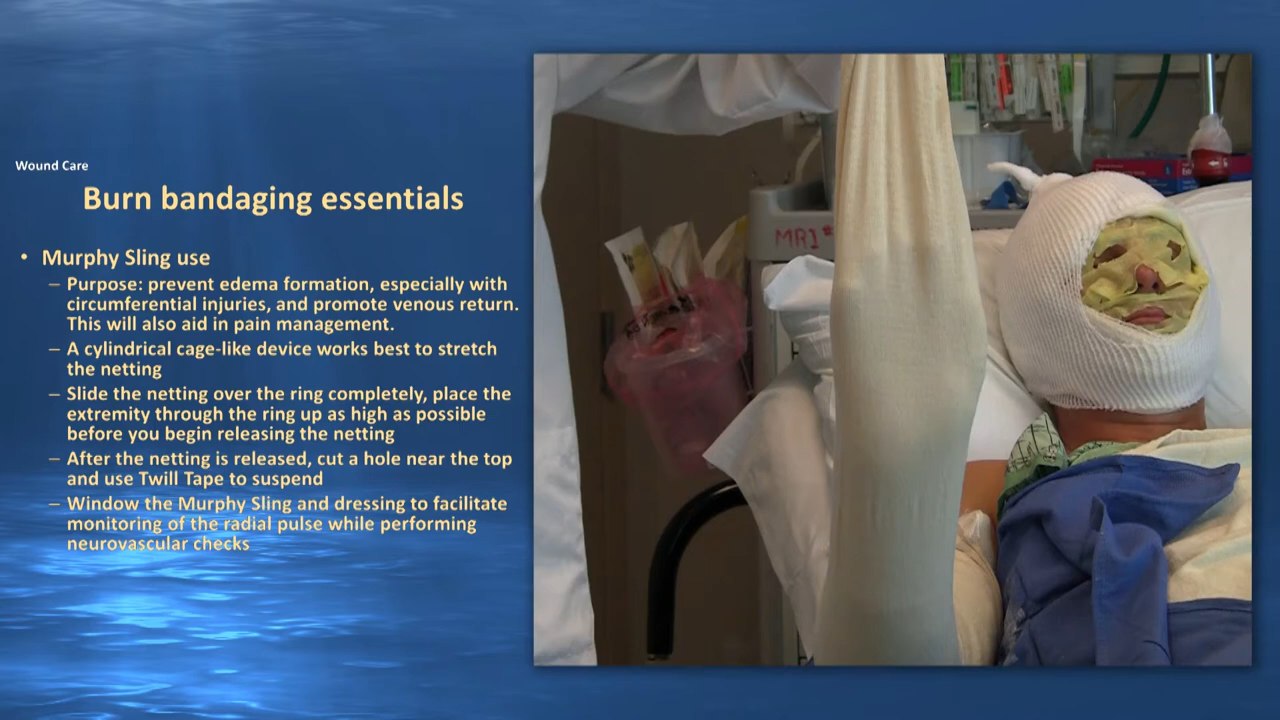 Wound Care
Burn bandaging essentials
• Murphy Sling use
– Purpose: prevent edema formation, especially with
circumferential injuries, and promote venous return.
This will also aid in pain management.
– A cylindrical cage-like device works best to stretch
the netting
– Slide the netting over the ring completely, place the
extremity through the ring up as high as possible
before you begin releasing the netting
– After the netting is released, cut a hole near the top
and use Twill Tape to suspend
– Window the Murphy Sling and dressing to facilitate
monitoring of the radial pulse while performing
neurovascular checks
MRI #